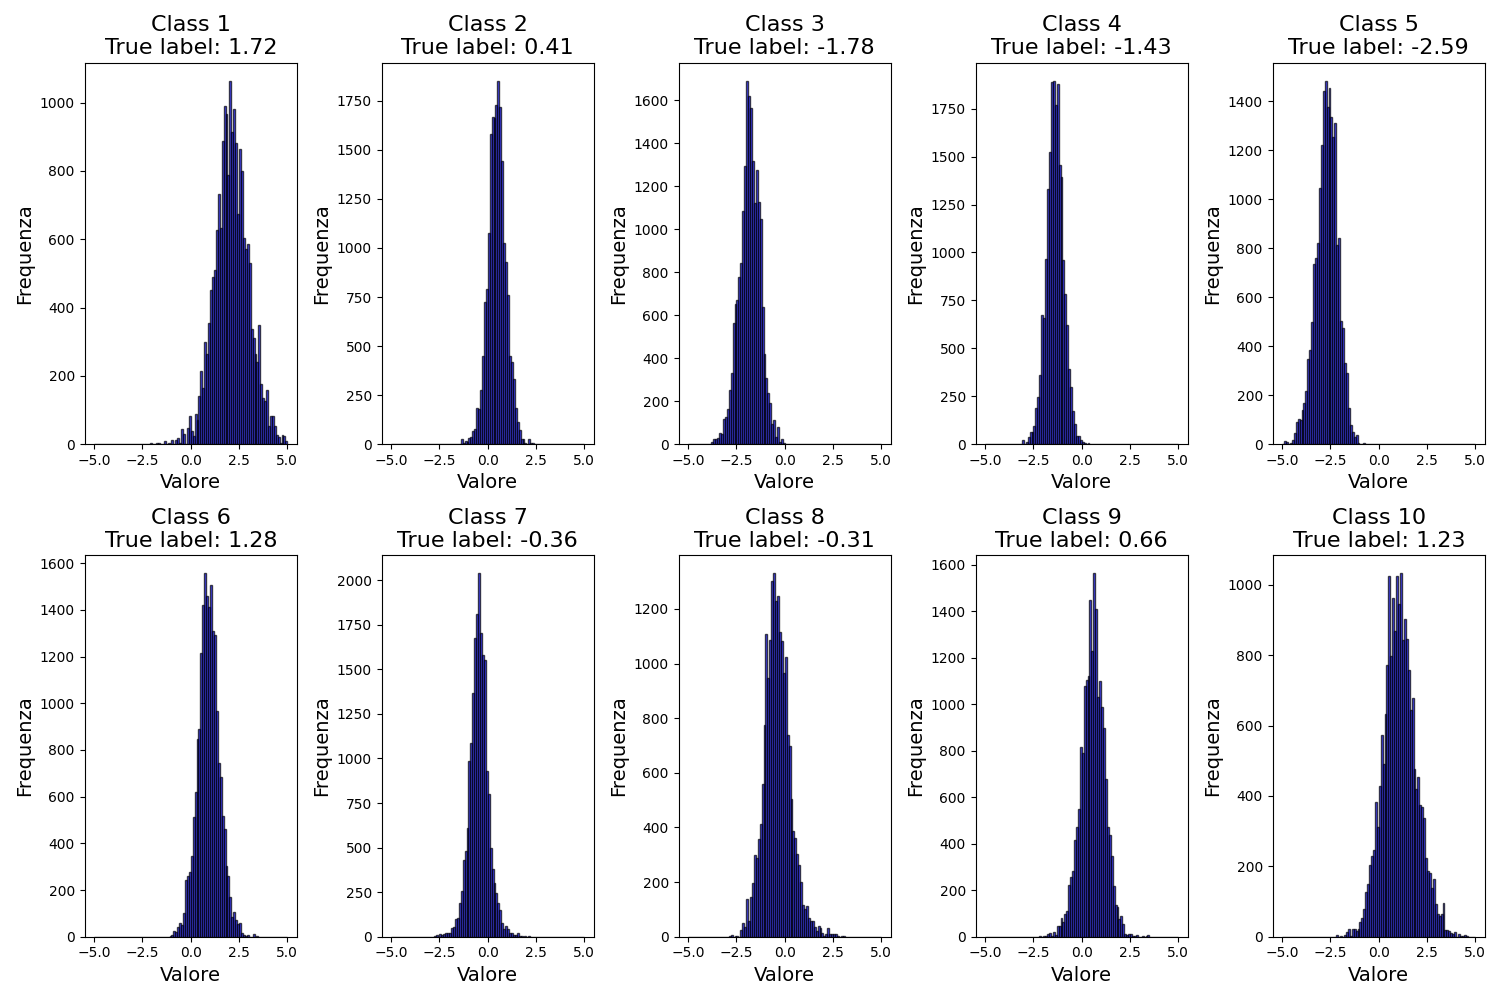 Class 1
True label: 1.72
Class 2
True label: 0.41
Class 3
True label: -1.78
Class 4
True label: -1.43
Class 5
True label: -2.59
Frequenza
1000
800
600
400
200
0
−5.0 −2.5 0.0 2.5 5.0
Valore
Frequenza
1750
1500
1250
1000
750
500
250
0
−5.0 −2.5 0.0 2.5 5.0
Valore
Frequenza
1600
1400
1200
1000
800
600
400
200
0
−5.0 −2.5 0.0 2.5 5.0
Valore
Frequenza
1750
1500
1250
1000
750
500
250
0
−5.0 −2.5 0.0 2.5 5.0
Valore
Frequenza
1400
1200
1000
800
600
400
200
0
−5.0 −2.5 0.0 2.5 5.0
Valore
Class 6
True label: 1.28
Class 7
True label: -0.36
Class 8
True label: -0.31
Class 9
True label: 0.66
Class 10
True label: 1.23
Frequenza
1600
1400
1200
1000
800
600
400
200
0
−5.0 −2.5 0.0 2.5 5.0
Valore
Frequenza
2000
1750
1500
1250
1000
750
500
250
0
−5.0 −2.5 0.0 2.5 5.0
Valore
Frequenza
1200
1000
800
600
400
200
0
−5.0 −2.5 0.0 2.5 5.0
Valore
Frequenza
1600
1400
1200
1000
800
600
400
200
0
−5.0 −2.5 0.0 2.5 5.0
Valore
Frequenza
1000
800
600
400
200
0
−5.0 −2.5 0.0 2.5 5.0
Valore